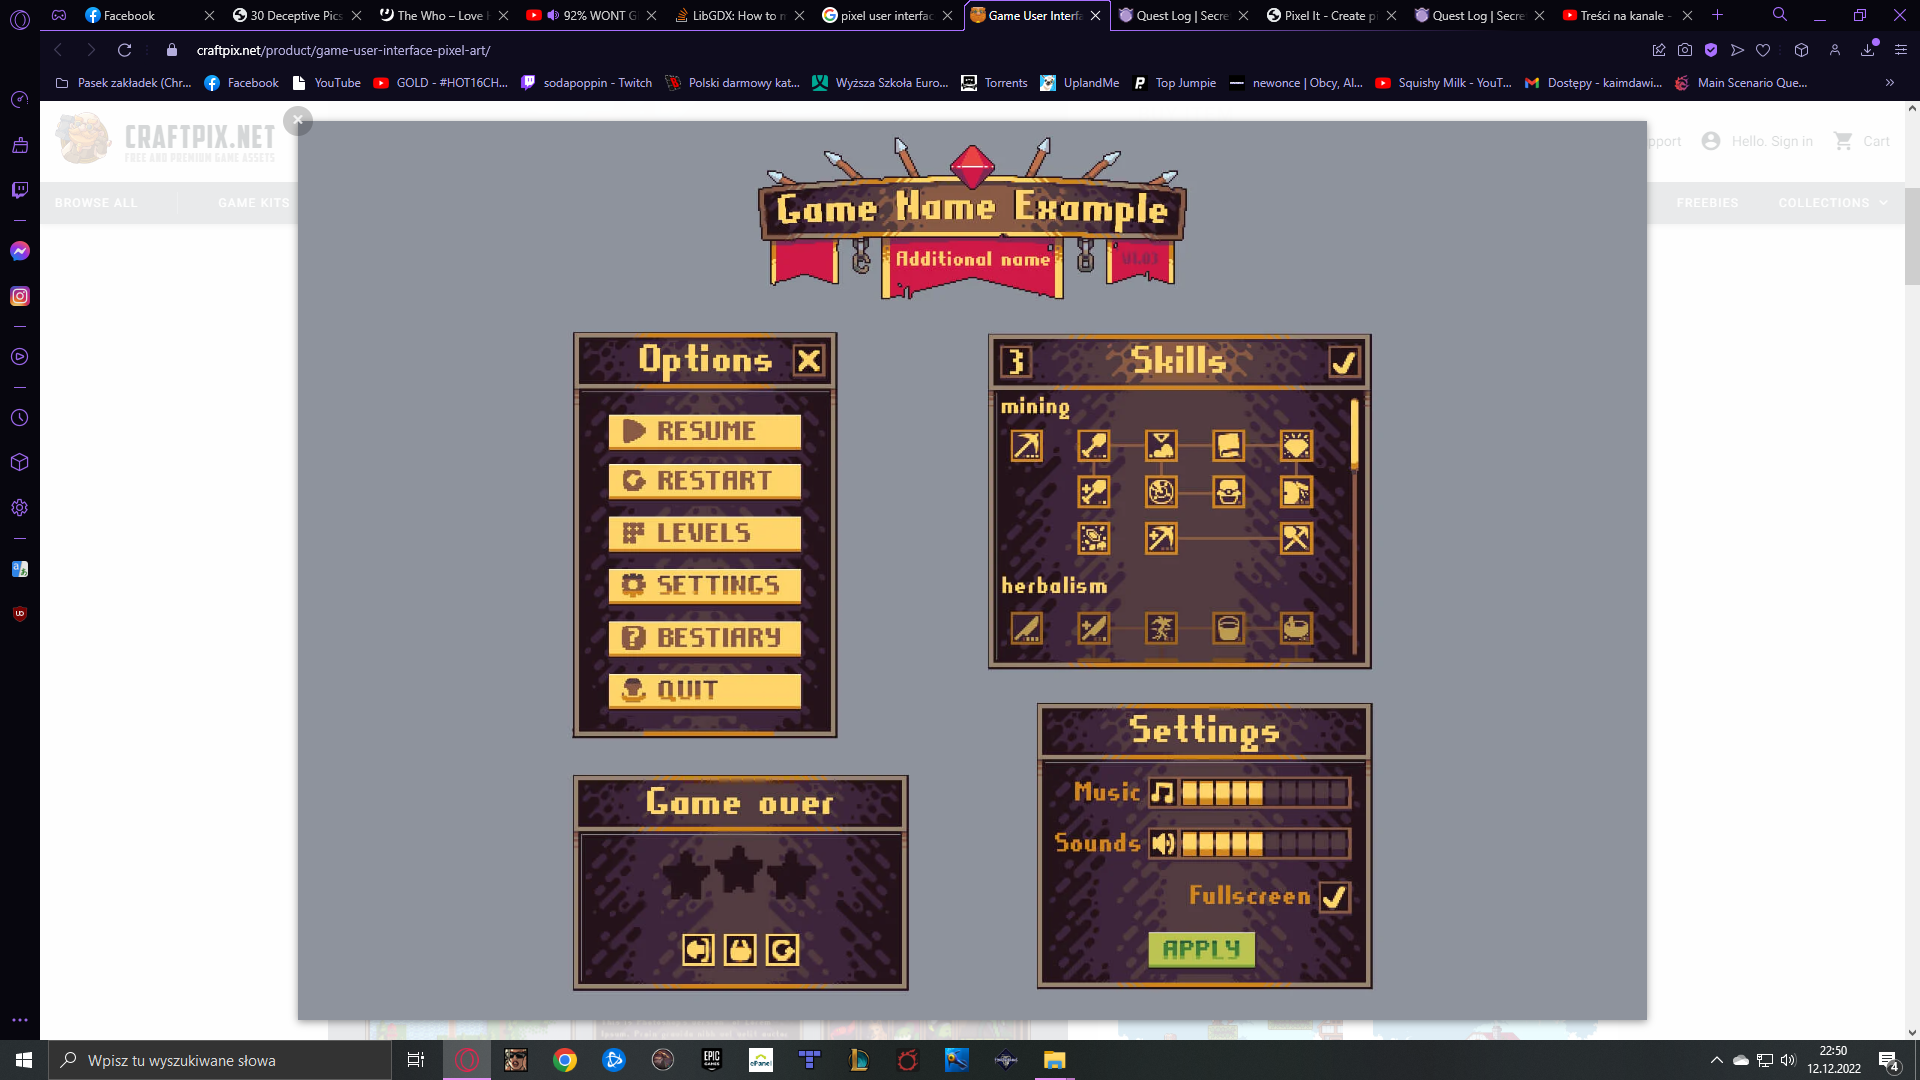 Facebook
30 Deceptive Pics
The Who – Love
92% WONT G
LibGDX: How to
pixel user interfac
Game User Interfa
Quest Log | Secre
Pixel It - Create p
Quest Log | Secre
Treści na kanale -
craftpix.net/product/game-user-interface-pixel-art/
Pasek zakładek (Chr...
Facebook
YouTube
GOLD - #HOT16CH...
sodapoppin - Twitch
Polski darmowy kat...
Wyższa Szkoła Euro...
Torrents
UplandMe
Top Jumpie
newonce | Obcy, Al...
Squishy Milk - YouT...
Dostępy - kaimdawi...
Main Scenario Que...
CRAFTPIX.NET
FREE AND PREMIUM GAME ASSETS
pport
Hello. Sign in
Cart
BROWSE ALL
GAME KITS
FREEBIES
COLLECTIONS
Game Name Example
Additional name
V1.03
Options
RESUME
RESTART
LEVELS
SETTINGS
BESTIARY
QUIT
3
Skills
mining
herbalism
Game over
Settings
Music
Sounds
Fullscreen
APPLY
Wpisz tu wyszukiwane słowa
EPIC GAMES
ePanel
22:50
12.12.2022
4